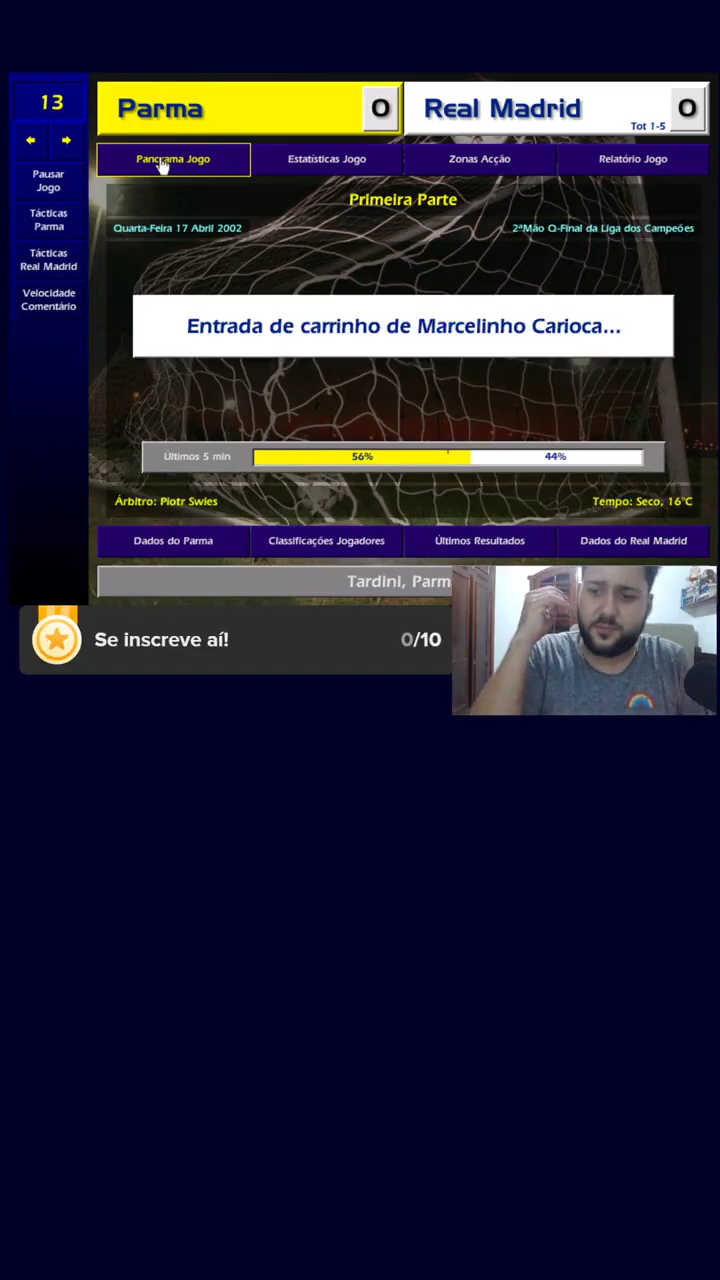 13
Parma 0
Real Madrid 0
Tot 1-5
Panorama Jogo
Estatísticas Jogo
Zonas Acção
Relatório Jogo
Pausar
Jogo
Tácticas
Parma
Tácticas
Real Madrid
Velocidade
Comentário
Primeira Parte
Quarta-Feira 17 Abril 2002
2ªMão Q-Final da Liga dos Campeões
Entrada de carrinho de Marcelinho Carioca...
Últimos 5 min
56%
44%
Árbitro: Piotr Swies
Tempo: Seco, 16°C
Dados do Parma
Classificações Jogadores
Últimos Resultados
Dados do Real Madrid
Tardini, Parm
Se inscreve aí!
0/10